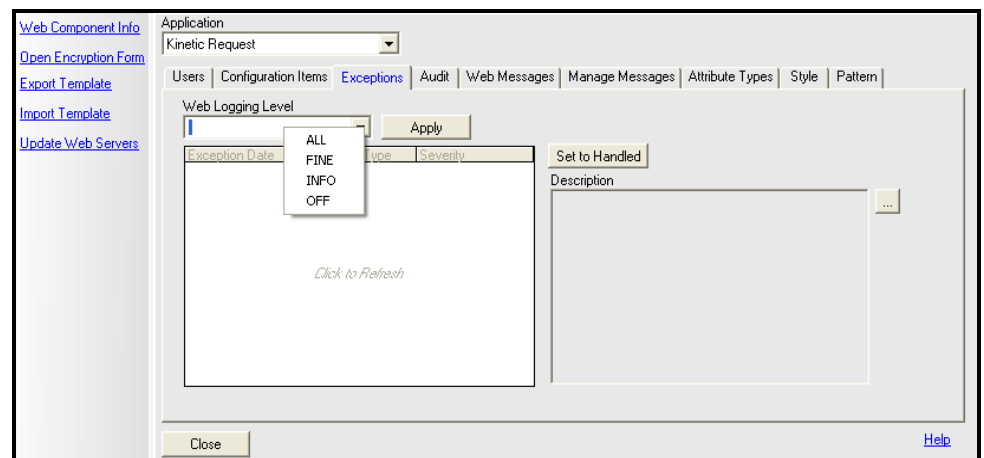 Web Component Info
Open Encryption Form
Export Template
Import Template
Update Web Servers
Application
Kinetic Request
Users Configuration Items Exceptions Audit Web Messages Manage Messages Attribute Types Style Pattern
Web Logging Level
Apply
ALL
FINE
INFO
OFF
Exception Date Type Severity
Click to Refresh
Set to Handled
Description
...
Close
Help